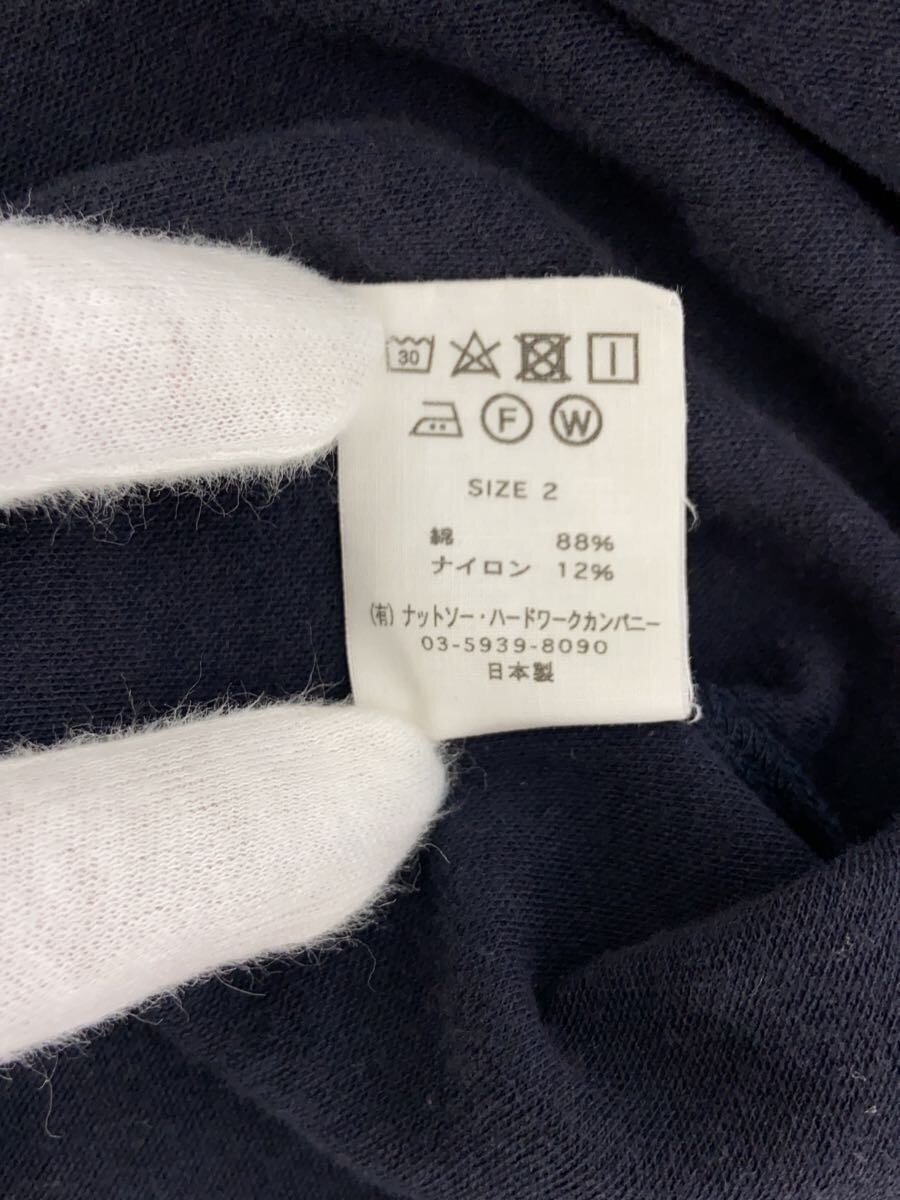 30
F W
SIZE 2
綿 88%
ナイロン 12%
(有) ナットソー・ハードワークカンパニー
03-5939-8090
日本製